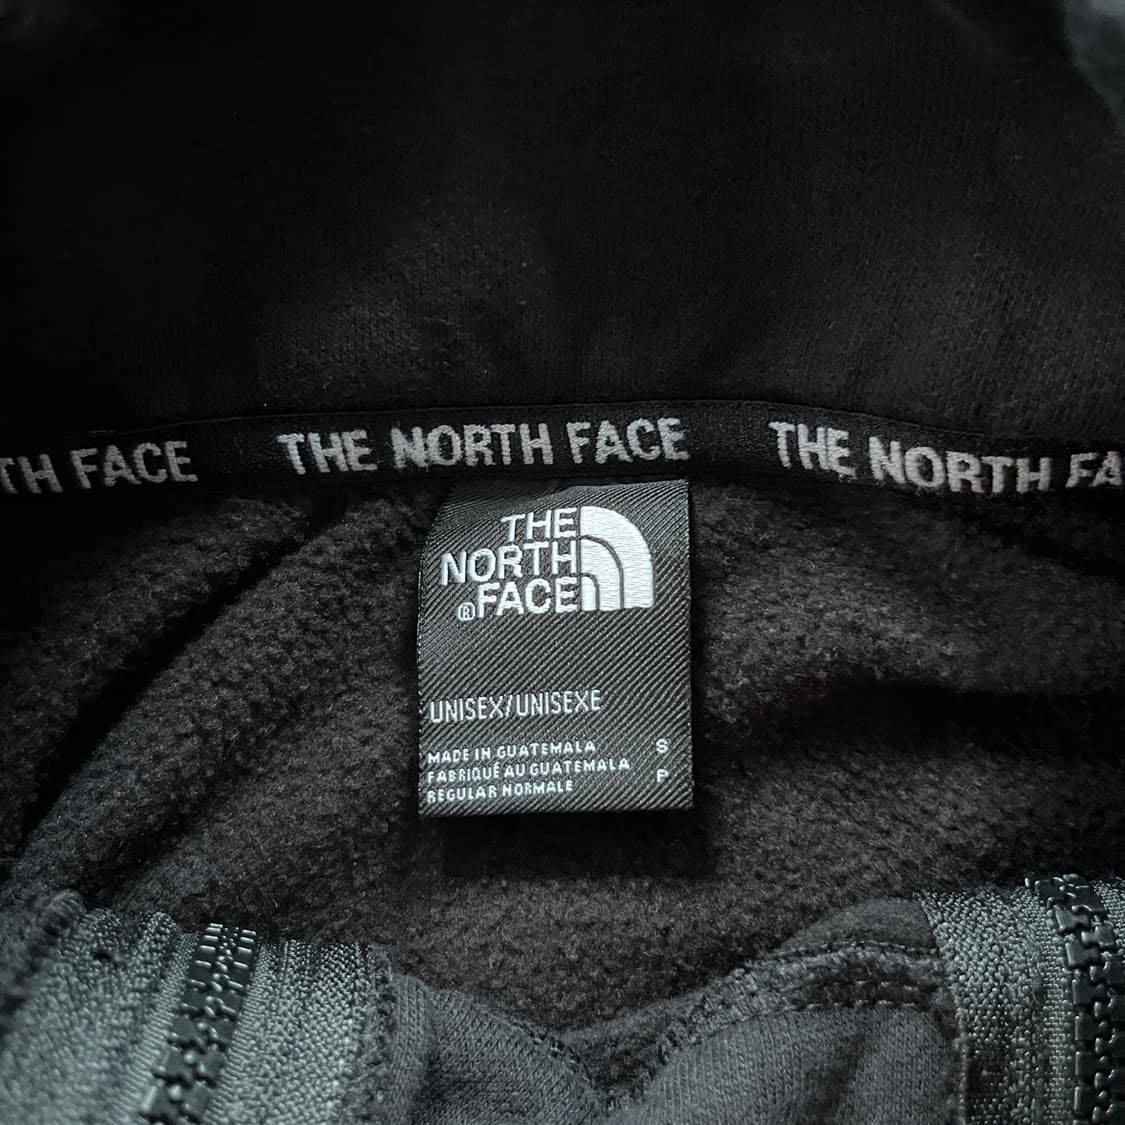 TH FACE THE NORTH FACE THE NORTH FA
THE
NORTH
®FACE
UNISEX/UNISEXE
MADE IN GUATEMALA S
FABRIQUÉ AU GUATEMALA P
REGULAR NORMALE